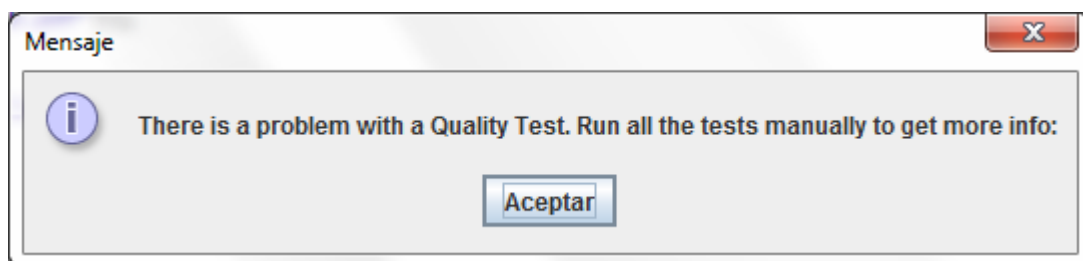 Mensaje
There is a problem with a Quality Test. Run all the tests manually to get more info:
Aceptar